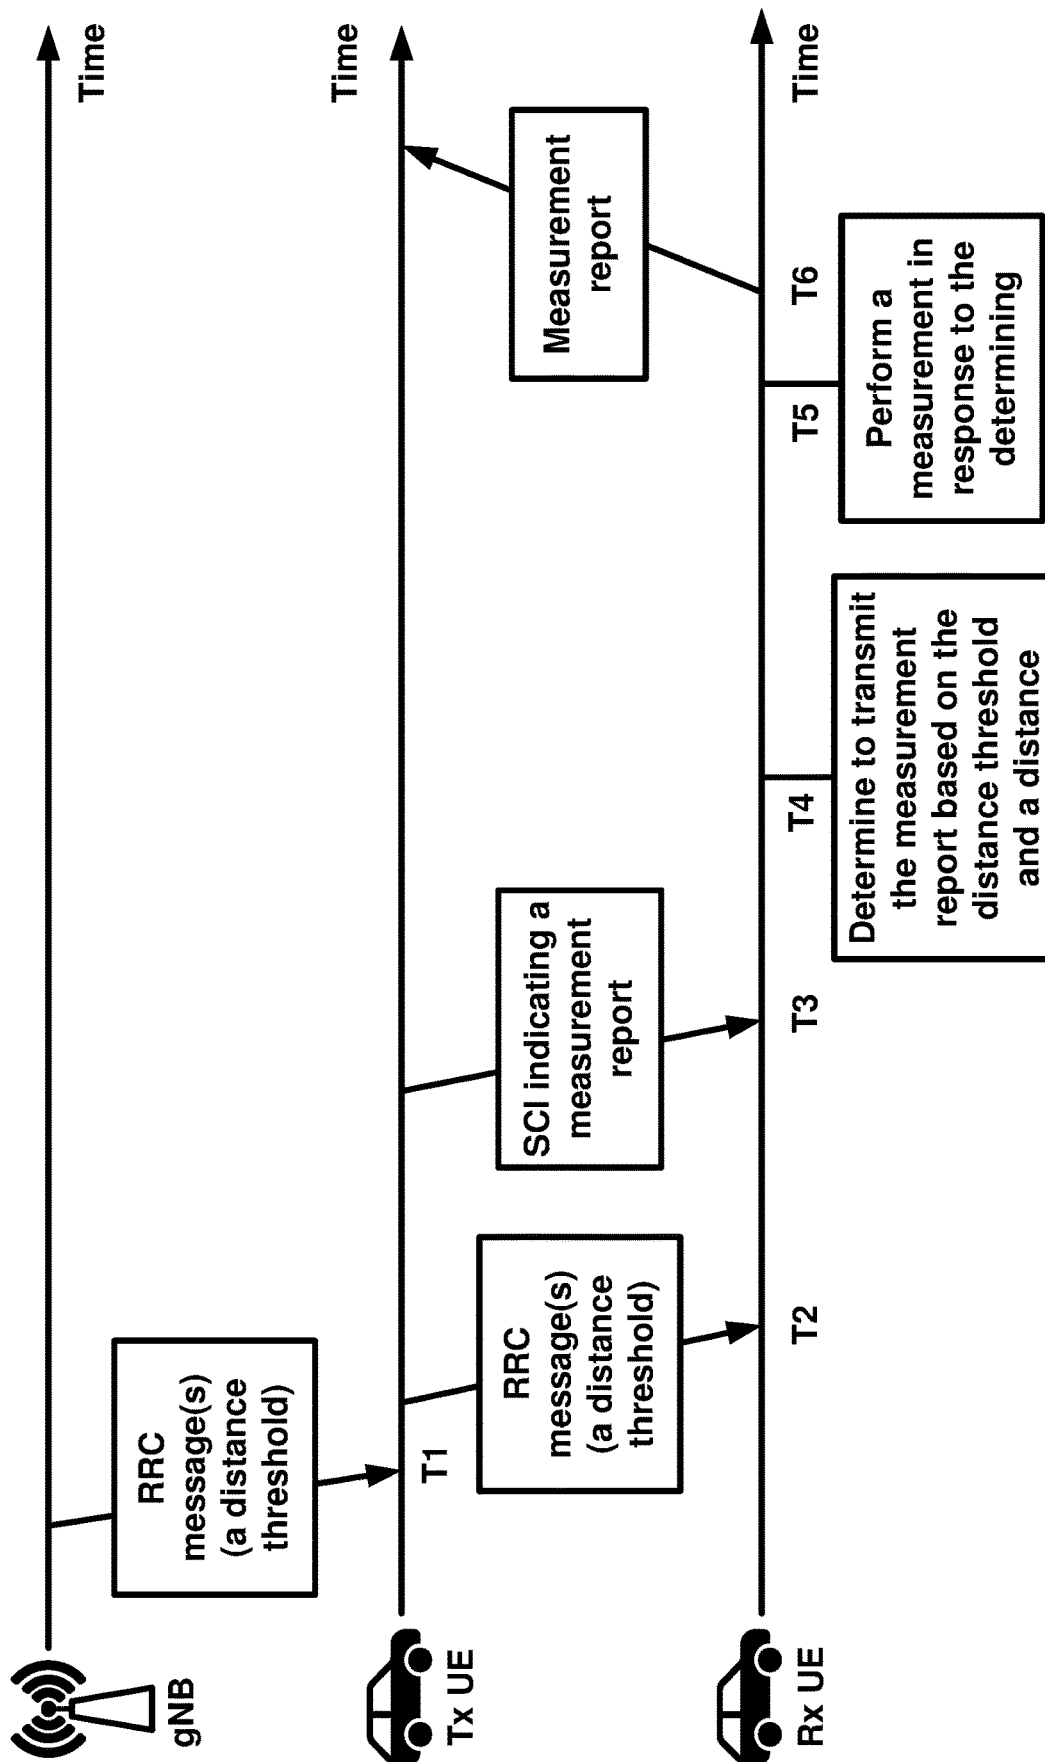 gNB
Time
RRC
message(s)
(a distance
threshold)
Tx UE
Time
T1
RRC
message(s)
(a distance
threshold)
SCI indicating a
measurement
report
Measurement
report
Rx UE
Time
T2
T3
T4
T5
T6
Determine to transmit
the measurement
report based on the
distance threshold
and a distance
Perform a
measurement in
response to the
determining